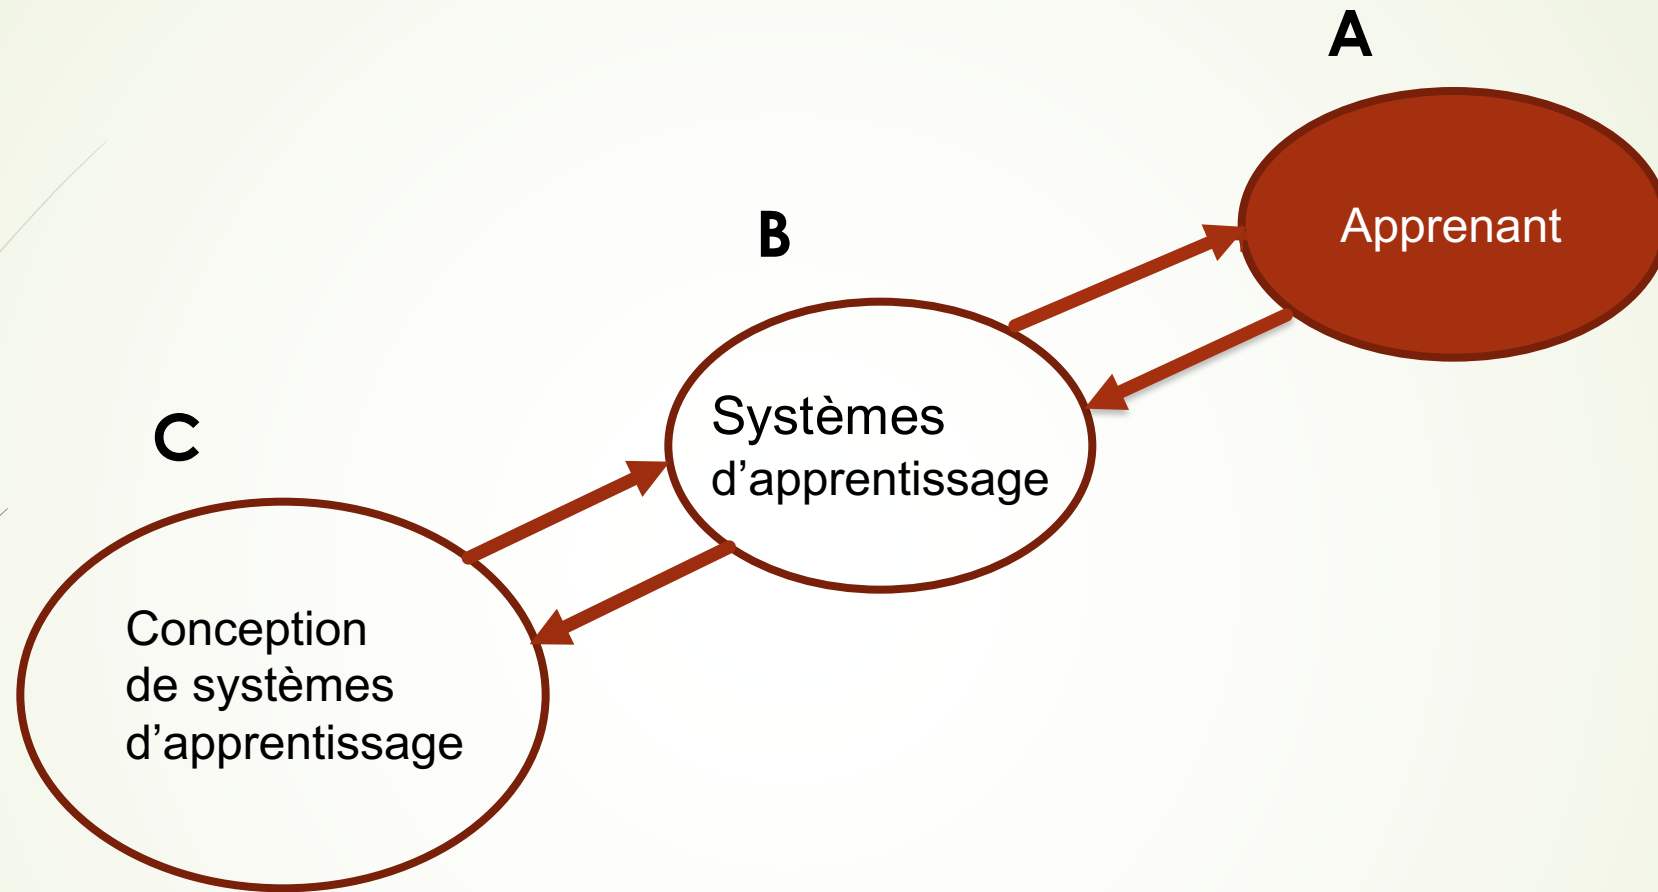 A
Apprenant
B
Systèmes
d’apprentissage
C
Conception
de systèmes
d’apprentissage